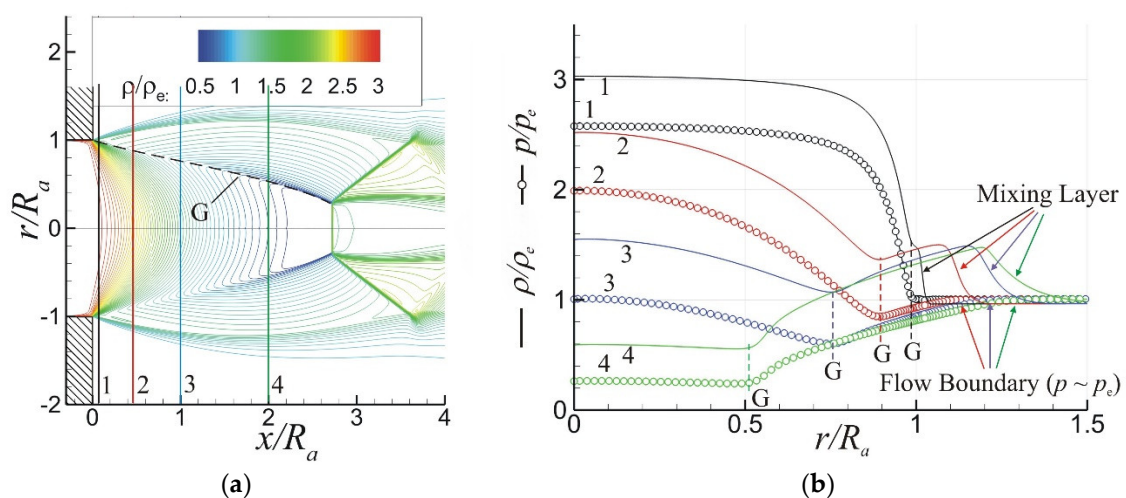 2
1
0
-1
-2
r/Rₐ
ρ/ρₑ: 0.5 1 1.5 2 2.5 3
G
1 2 3 4
0 1 2 3 4
x/Rₐ
(a)
3
2
1
0
ρ/ρₑ p/pₑ
1
1
2
2
3
3
4 4
G G G G
Mixing Layer
Flow Boundary (p ~ pₑ)
0 0.5 1 1.5
r/Rₐ
(b)